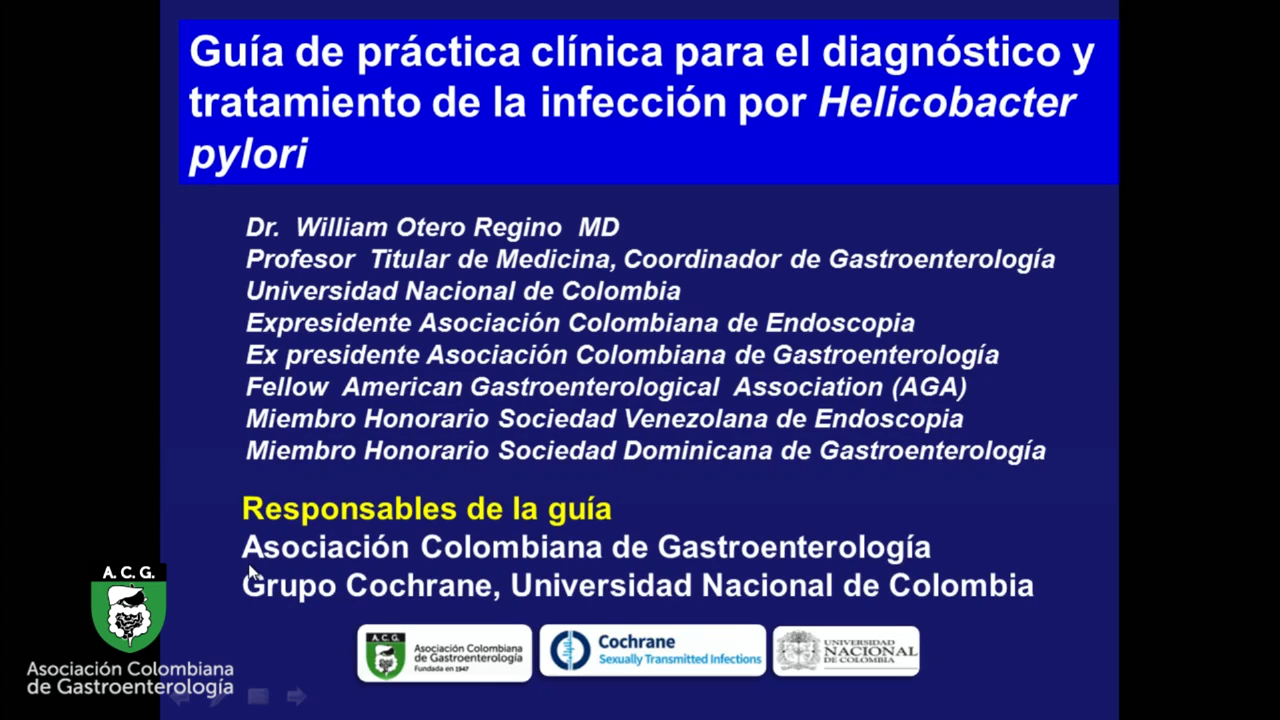 Guía de práctica clínica para el diagnóstico y
tratamiento de la infección por Helicobacter
pylori
Dr. William Otero Regino MD
Profesor Titular de Medicina, Coordinador de Gastroenterología
Universidad Nacional de Colombia
Expresidente Asociación Colombiana de Endoscopia
Ex presidente Asociación Colombiana de Gastroenterología
Fellow American Gastroenterological Association (AGA)
Miembro Honorario Sociedad Venezolana de Endoscopia
Miembro Honorario Sociedad Dominicana de Gastroenterología
Responsables de la guía
Asociación Colombiana de Gastroenterología
Grupo Cochrane, Universidad Nacional de Colombia
A. C. G.
Asociación Colombiana
de Gastroenterología
A. C. G.
Asociación Colombiana
de Gastroenterología
Fundada en 1947
Cochrane
Sexually Transmitted Infections
UNIVERSIDAD
NACIONAL
DE COLOMBIA